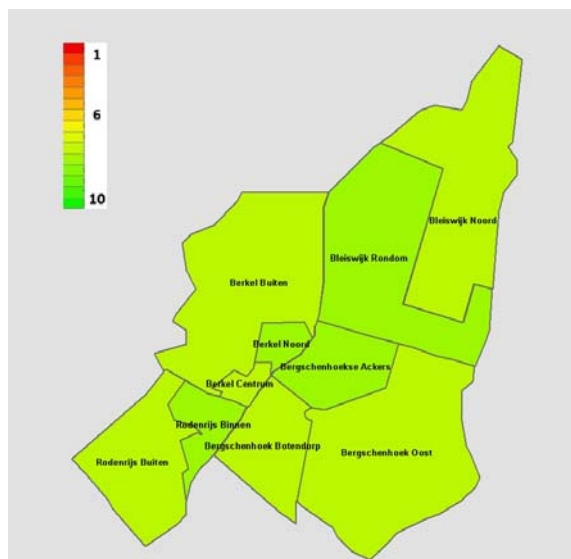 1
6
10
Bleiswijk Noord
Bleiswijk Rondom
Berkel Buiten
Berkel Noord
Bergschenhoekse Ackers
Berkel Centrum
Rodenrijs Binnen
Bergschenhoek Botendorp
Bergschenhoek Oost
Rodenrijs Buiten